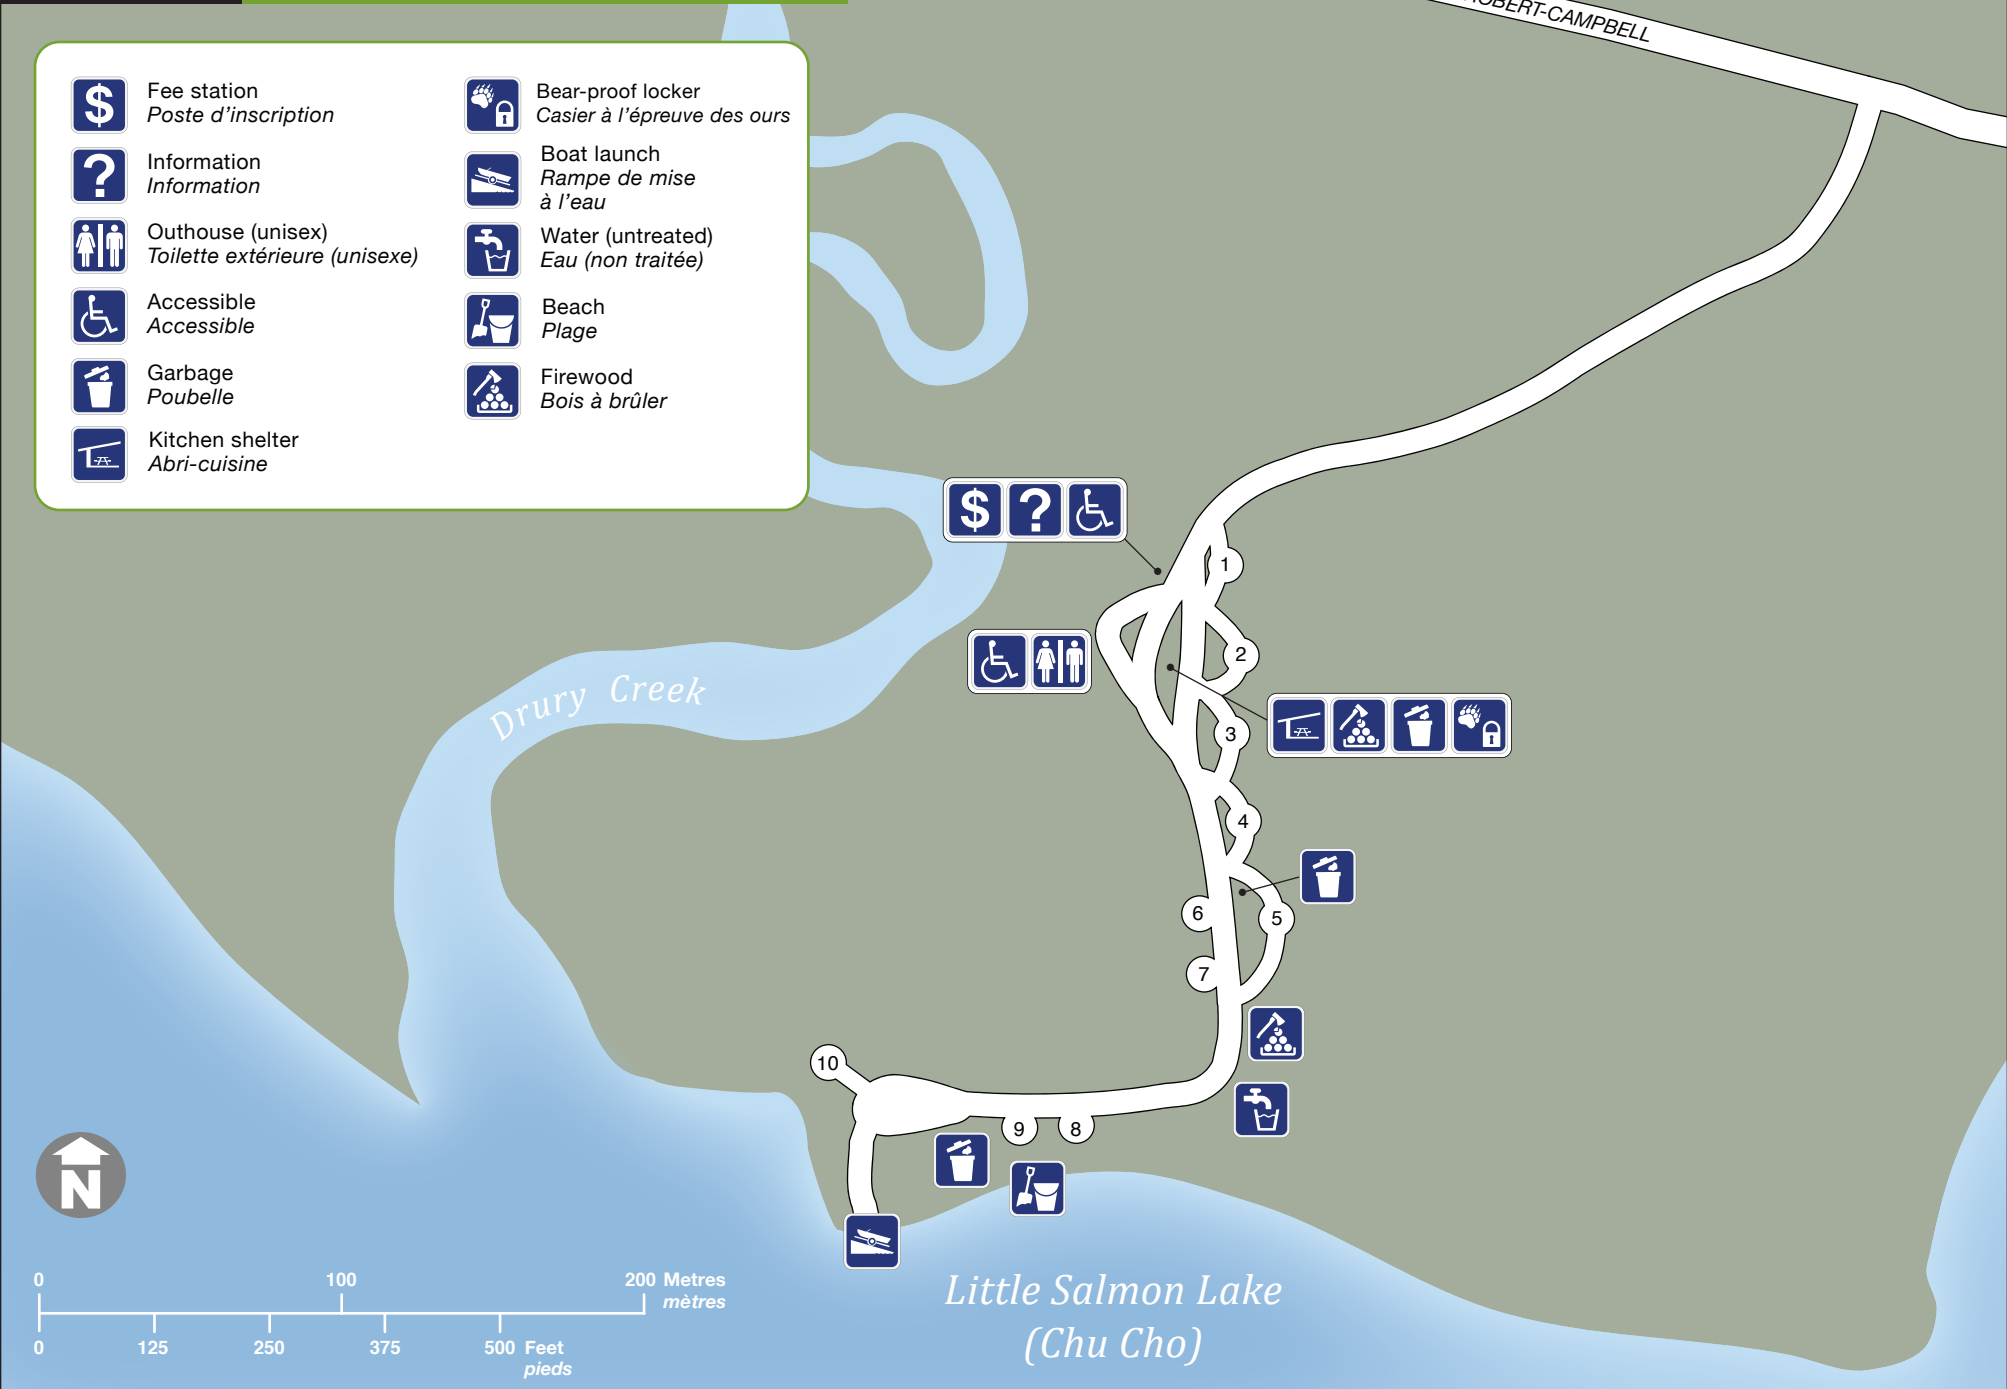 ROBERT-CAMPBELL
$ Fee station
Poste d’inscription
? Information
Information
Outhouse (unisex)
Toilette extérieure (unisexe)
Accessible
Accessible
Garbage
Poubelle
Kitchen shelter
Abri-cuisine
Bear-proof locker
Casier à l’épreuve des ours
Boat launch
Rampe de mise
à l’eau
Water (untreated)
Eau (non traitée)
Beach
Plage
Firewood
Bois à brûler
$ ?
1
2
3
4
5
6
7
8
9
10
Drury Creek
N
0 100 200 Metres
mètres
0 125 250 375 500 Feet
pieds
Little Salmon Lake
(Chu Cho)